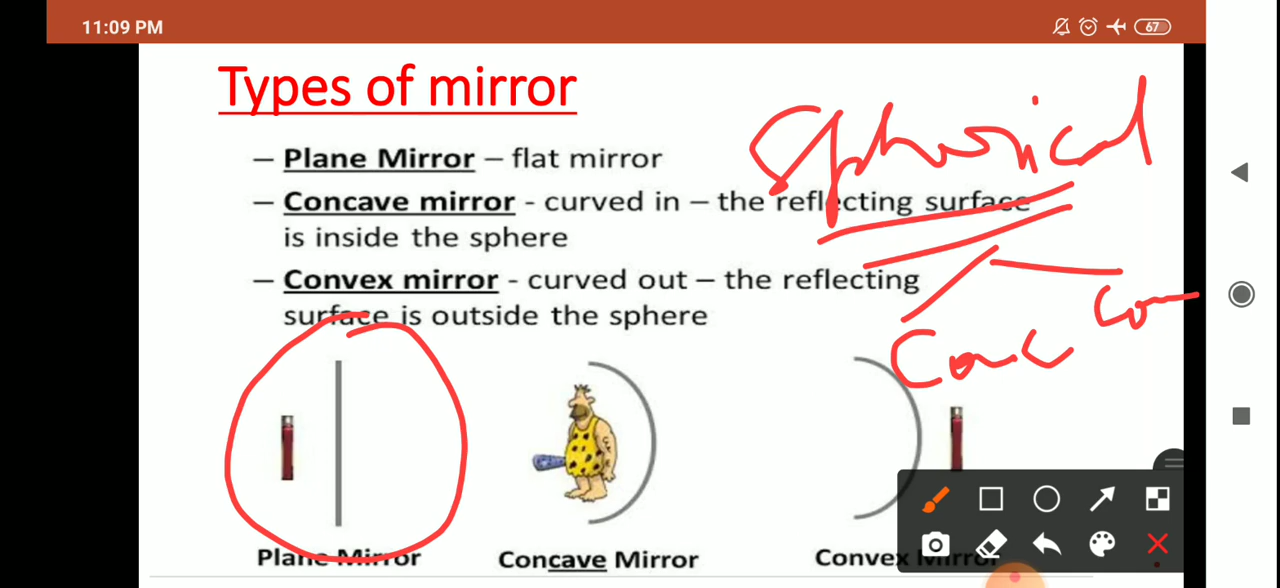 11:09 PM
67
Types of mirror
– Plane Mirror – flat mirror
– Concave mirror - curved in – the reflecting surface
is inside the sphere
– Convex mirror - curved out – the reflecting
surface is outside the sphere
Spherical
Conc
Con
Plane Mirror
Concave Mirror
Convex Mirror